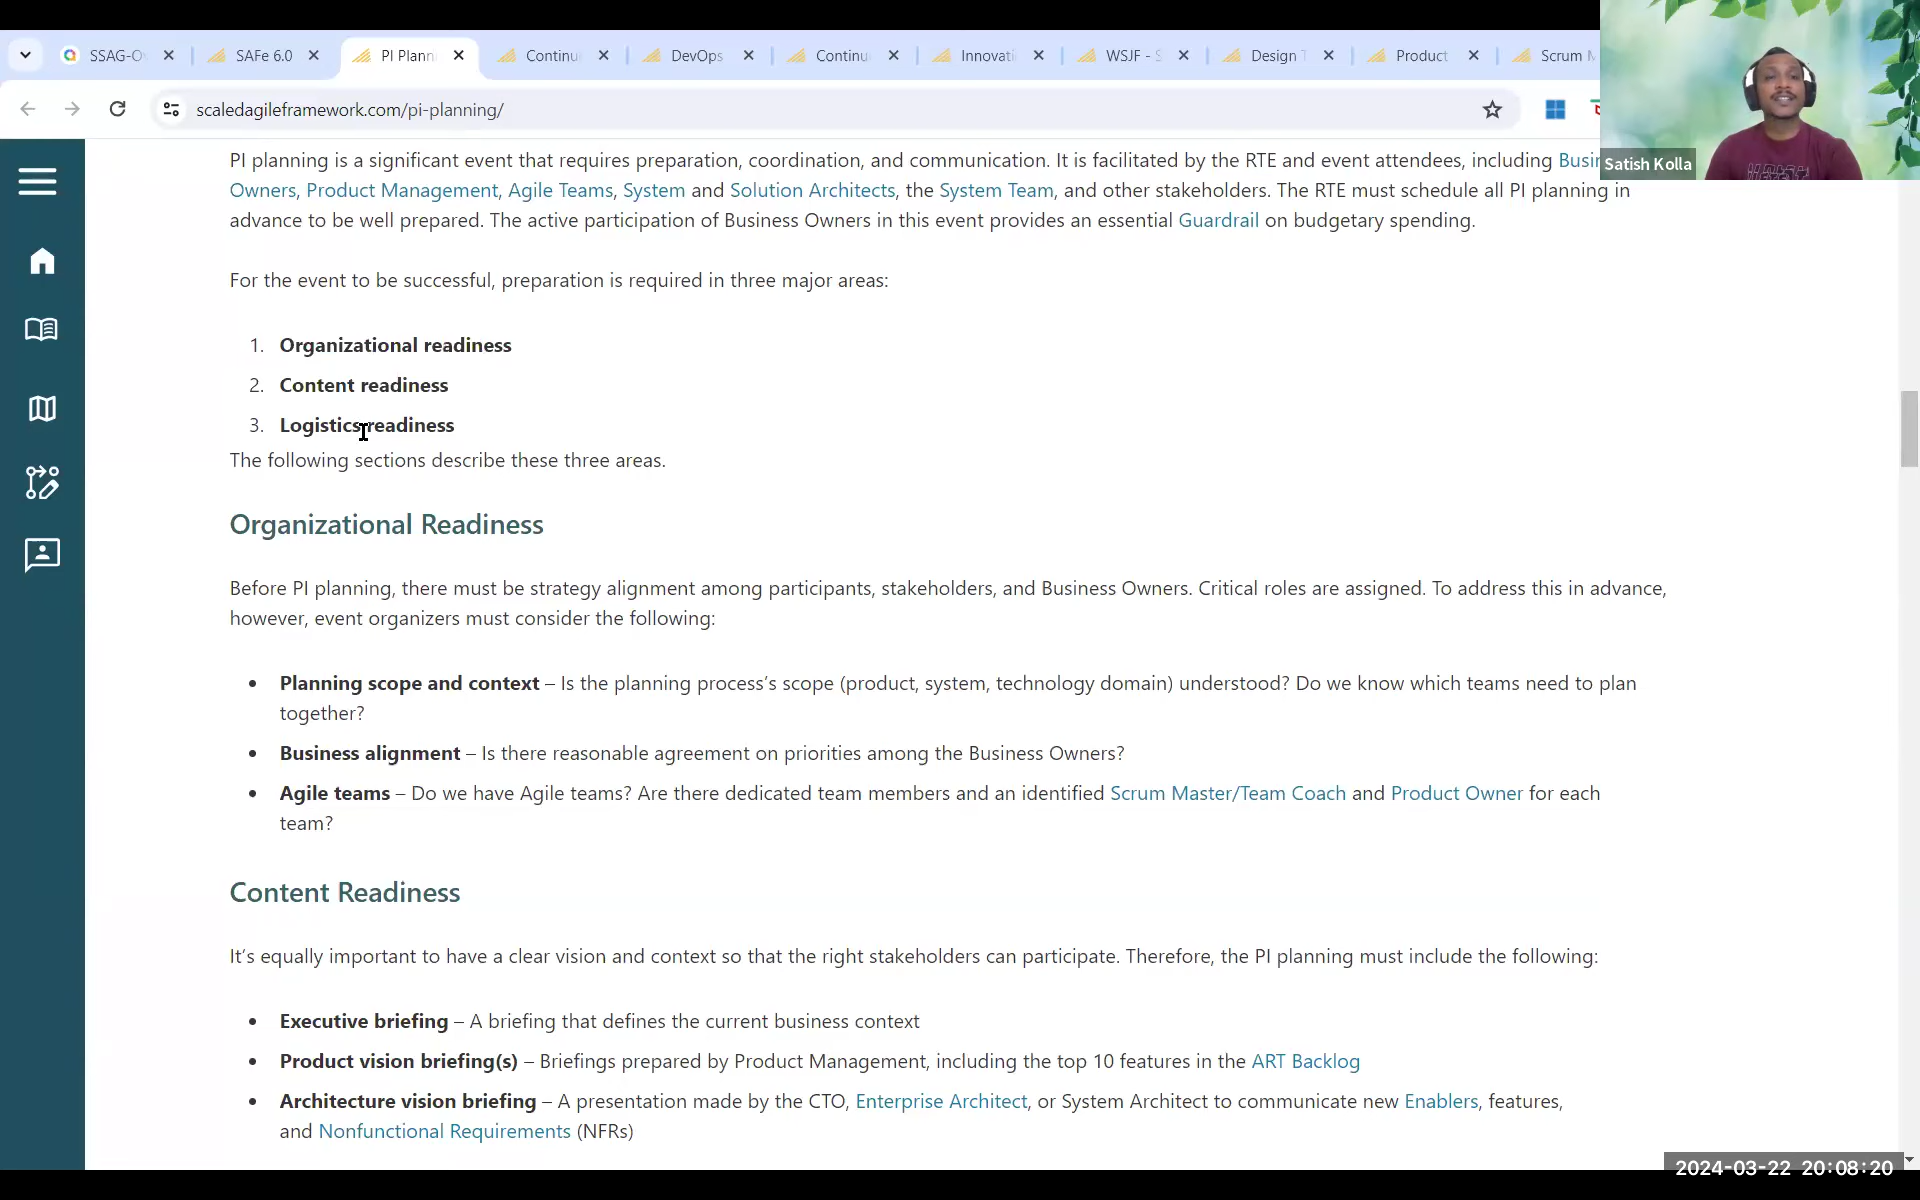 SSAG-O
SAFe 6.0
PI Plann
Continu
DevOps
Continu
Innovati
WSJF - S
Design T
Product
Scrum M
scaledagileframework.com/pi-planning/
Satish Kolla
PI planning is a significant event that requires preparation, coordination, and communication. It is facilitated by the RTE and event attendees, including Busin
Owners, Product Management, Agile Teams, System and Solution Architects, the System Team, and other stakeholders. The RTE must schedule all PI planning in
advance to be well prepared. The active participation of Business Owners in this event provides an essential Guardrail on budgetary spending.
For the event to be successful, preparation is required in three major areas:
1. Organizational readiness
2. Content readiness
3. Logistics readiness
The following sections describe these three areas.
Organizational Readiness
Before PI planning, there must be strategy alignment among participants, stakeholders, and Business Owners. Critical roles are assigned. To address this in advance,
however, event organizers must consider the following:
• Planning scope and context – Is the planning process’s scope (product, system, technology domain) understood? Do we know which teams need to plan
together?
• Business alignment – Is there reasonable agreement on priorities among the Business Owners?
• Agile teams – Do we have Agile teams? Are there dedicated team members and an identified Scrum Master/Team Coach and Product Owner for each
team?
Content Readiness
It’s equally important to have a clear vision and context so that the right stakeholders can participate. Therefore, the PI planning must include the following:
• Executive briefing – A briefing that defines the current business context
• Product vision briefing(s) – Briefings prepared by Product Management, including the top 10 features in the ART Backlog
• Architecture vision briefing – A presentation made by the CTO, Enterprise Architect, or System Architect to communicate new Enablers, features,
and Nonfunctional Requirements (NFRs)
2024-03-22 20:08:20